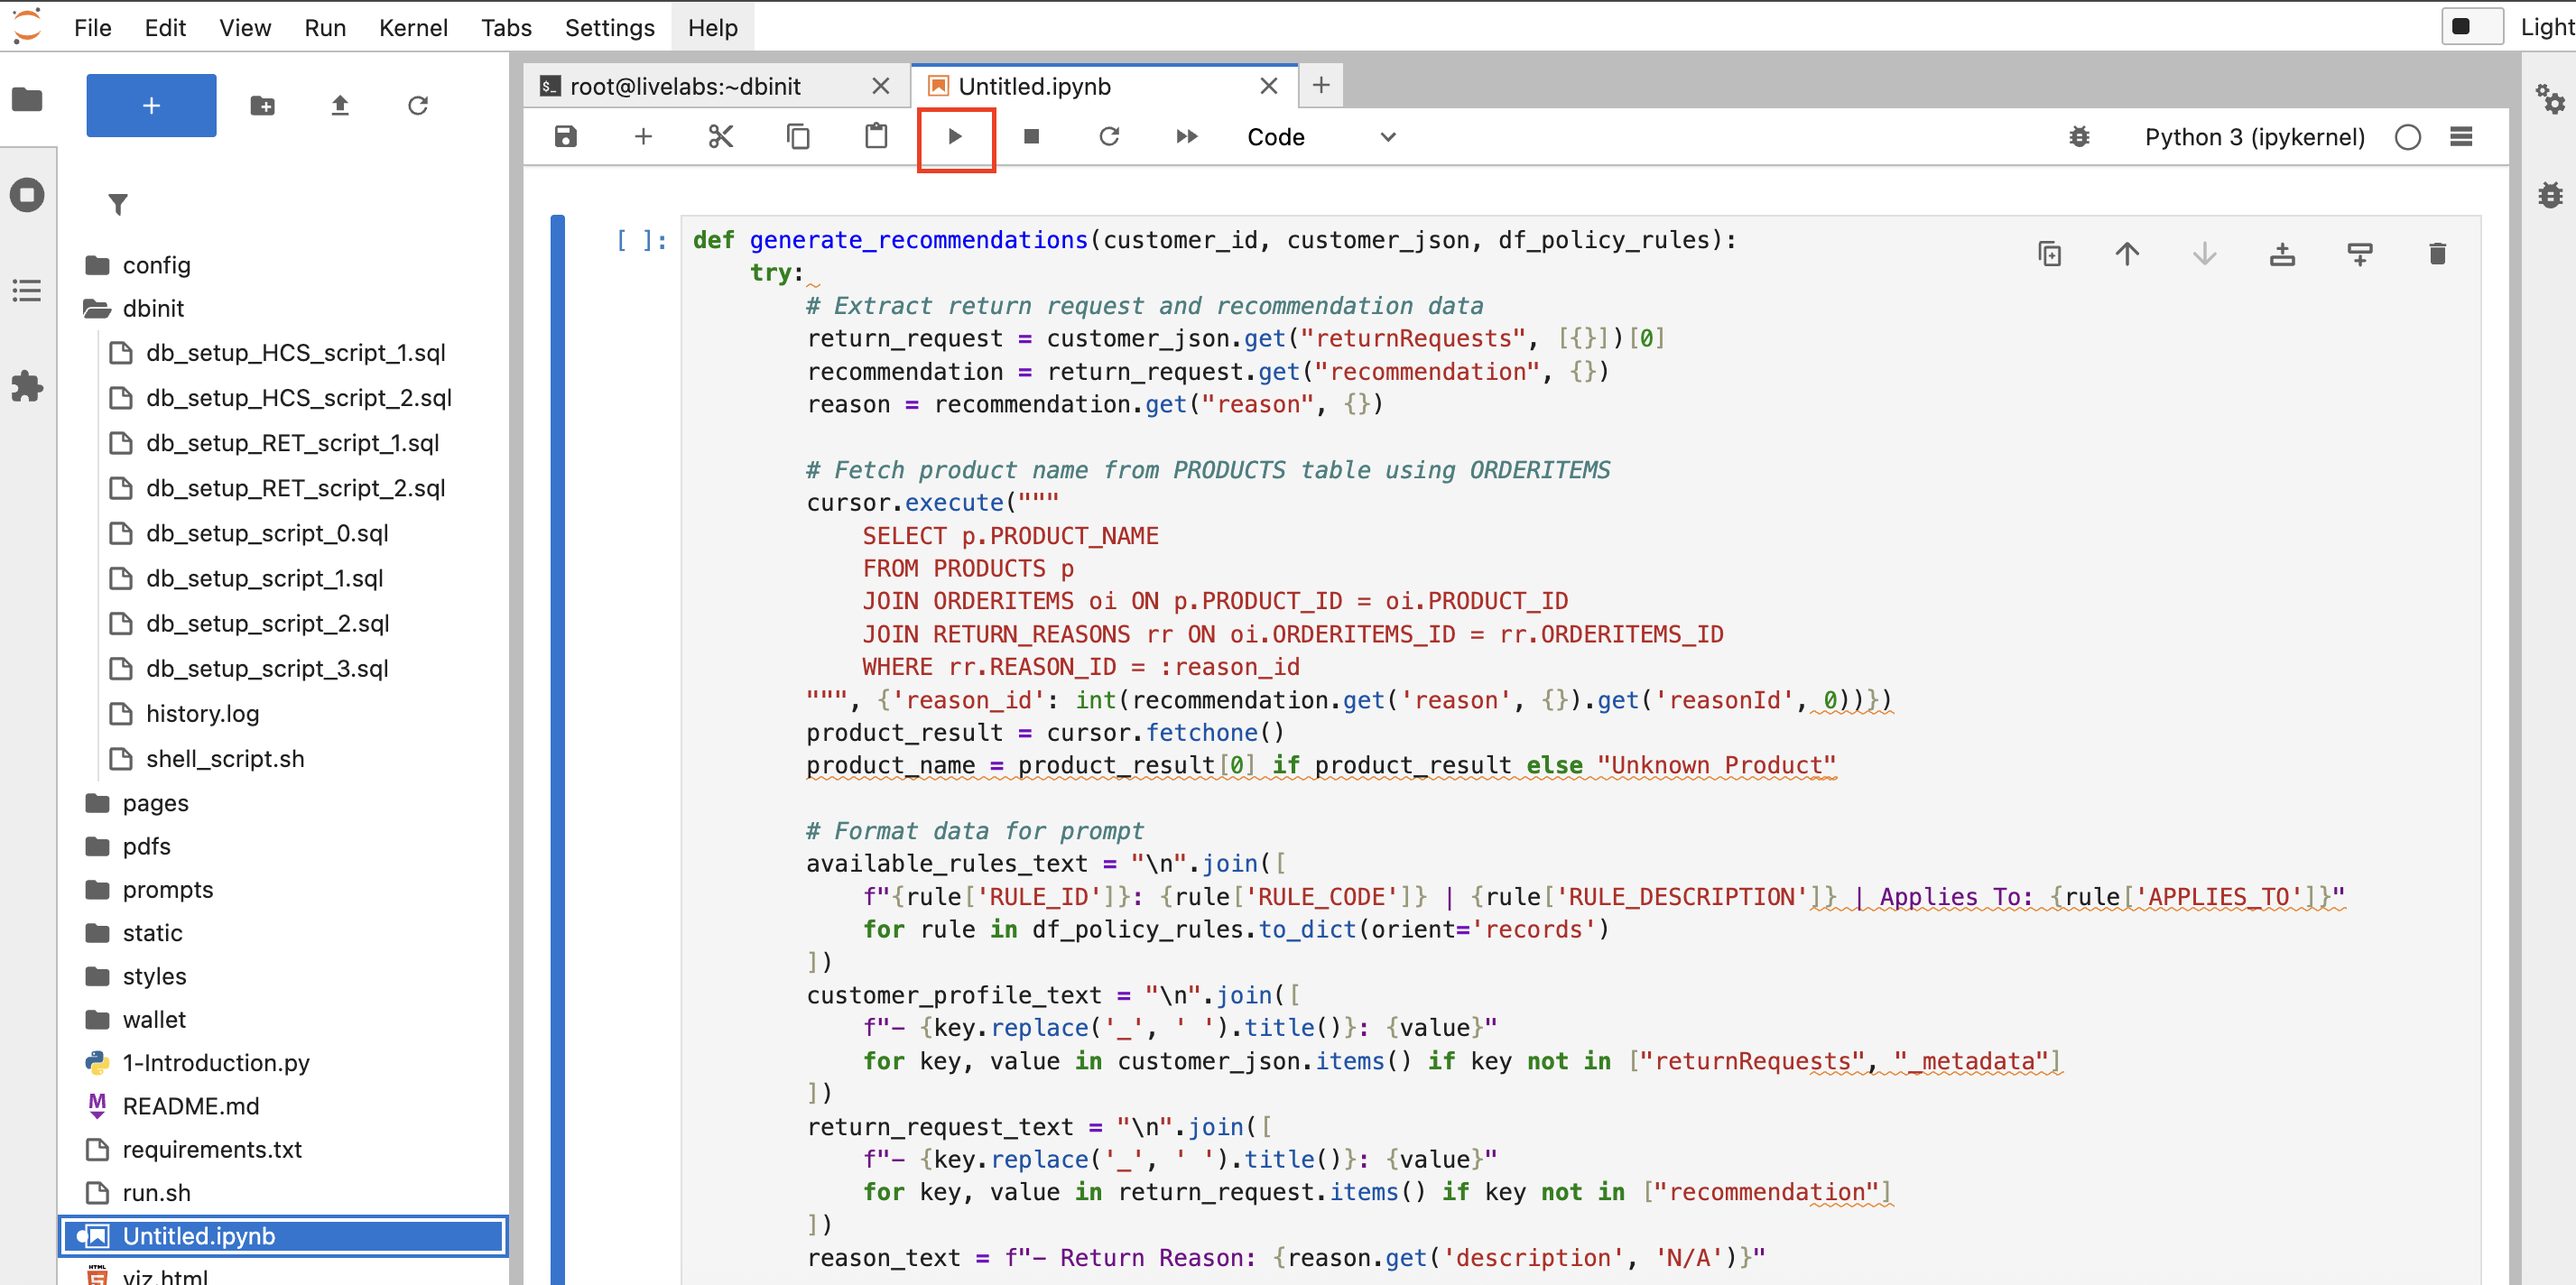 File Edit View Run Kernel Tabs Settings Help
Light
root@livelabs:~dbinit
Untitled.ipynb
Code
Python 3 (ipykernel)
config
dbinit
db_setup_HCS_script_1.sql
db_setup_HCS_script_2.sql
db_setup_RET_script_1.sql
db_setup_RET_script_2.sql
db_setup_script_0.sql
db_setup_script_1.sql
db_setup_script_2.sql
db_setup_script_3.sql
history.log
shell_script.sh
pages
pdfs
prompts
static
styles
wallet
1-Introduction.py
README.md
requirements.txt
run.sh
Untitled.ipynb
viz.html
[ ]:
def generate_recommendations(customer_id, customer_json, df_policy_rules):
    try:
        # Extract return request and recommendation data
        return_request = customer_json.get("returnRequests", [{}])[0]
        recommendation = return_request.get("recommendation", {})
        reason = recommendation.get("reason", {})
        # Fetch product name from PRODUCTS table using ORDERITEMS
        cursor.execute("""
            SELECT p.PRODUCT_NAME
            FROM PRODUCTS p
            JOIN ORDERITEMS oi ON p.PRODUCT_ID = oi.PRODUCT_ID
            JOIN RETURN_REASONS rr ON oi.ORDERITEMS_ID = rr.ORDERITEMS_ID
            WHERE rr.REASON_ID = :reason_id
        """, {'reason_id': int(recommendation.get('reason', {}).get('reasonId', 0))})
        product_result = cursor.fetchone()
        product_name = product_result[0] if product_result else "Unknown Product"
        # Format data for prompt
        available_rules_text = "\n".join([
            f"{rule['RULE_ID']}: {rule['RULE_CODE']} | {rule['RULE_DESCRIPTION']} | Applies To: {rule['APPLIES_TO']}"
            for rule in df_policy_rules.to_dict(orient='records')
        ])
        customer_profile_text = "\n".join([
            f"- {key.replace('_', ' ').title()}: {value}"
            for key, value in customer_json.items() if key not in ["returnRequests", "_metadata"]
        ])
        return_request_text = "\n".join([
            f"- {key.replace('_', ' ').title()}: {value}"
            for key, value in return_request.items() if key not in ["recommendation"]
        ])
        reason_text = f"- Return Reason: {reason.get('description', 'N/A')}"